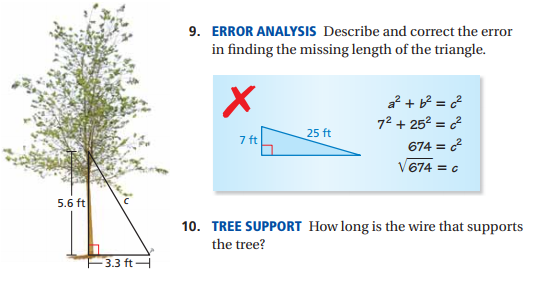 9. ERROR ANALYSIS Describe and correct the error
in finding the missing length of the triangle.
7 ft
25 ft
a² + b² = c²
7² + 25² = c²
674 = c²
√674 = c
5.6 ft
c
3.3 ft
10. TREE SUPPORT How long is the wire that supports
the tree?